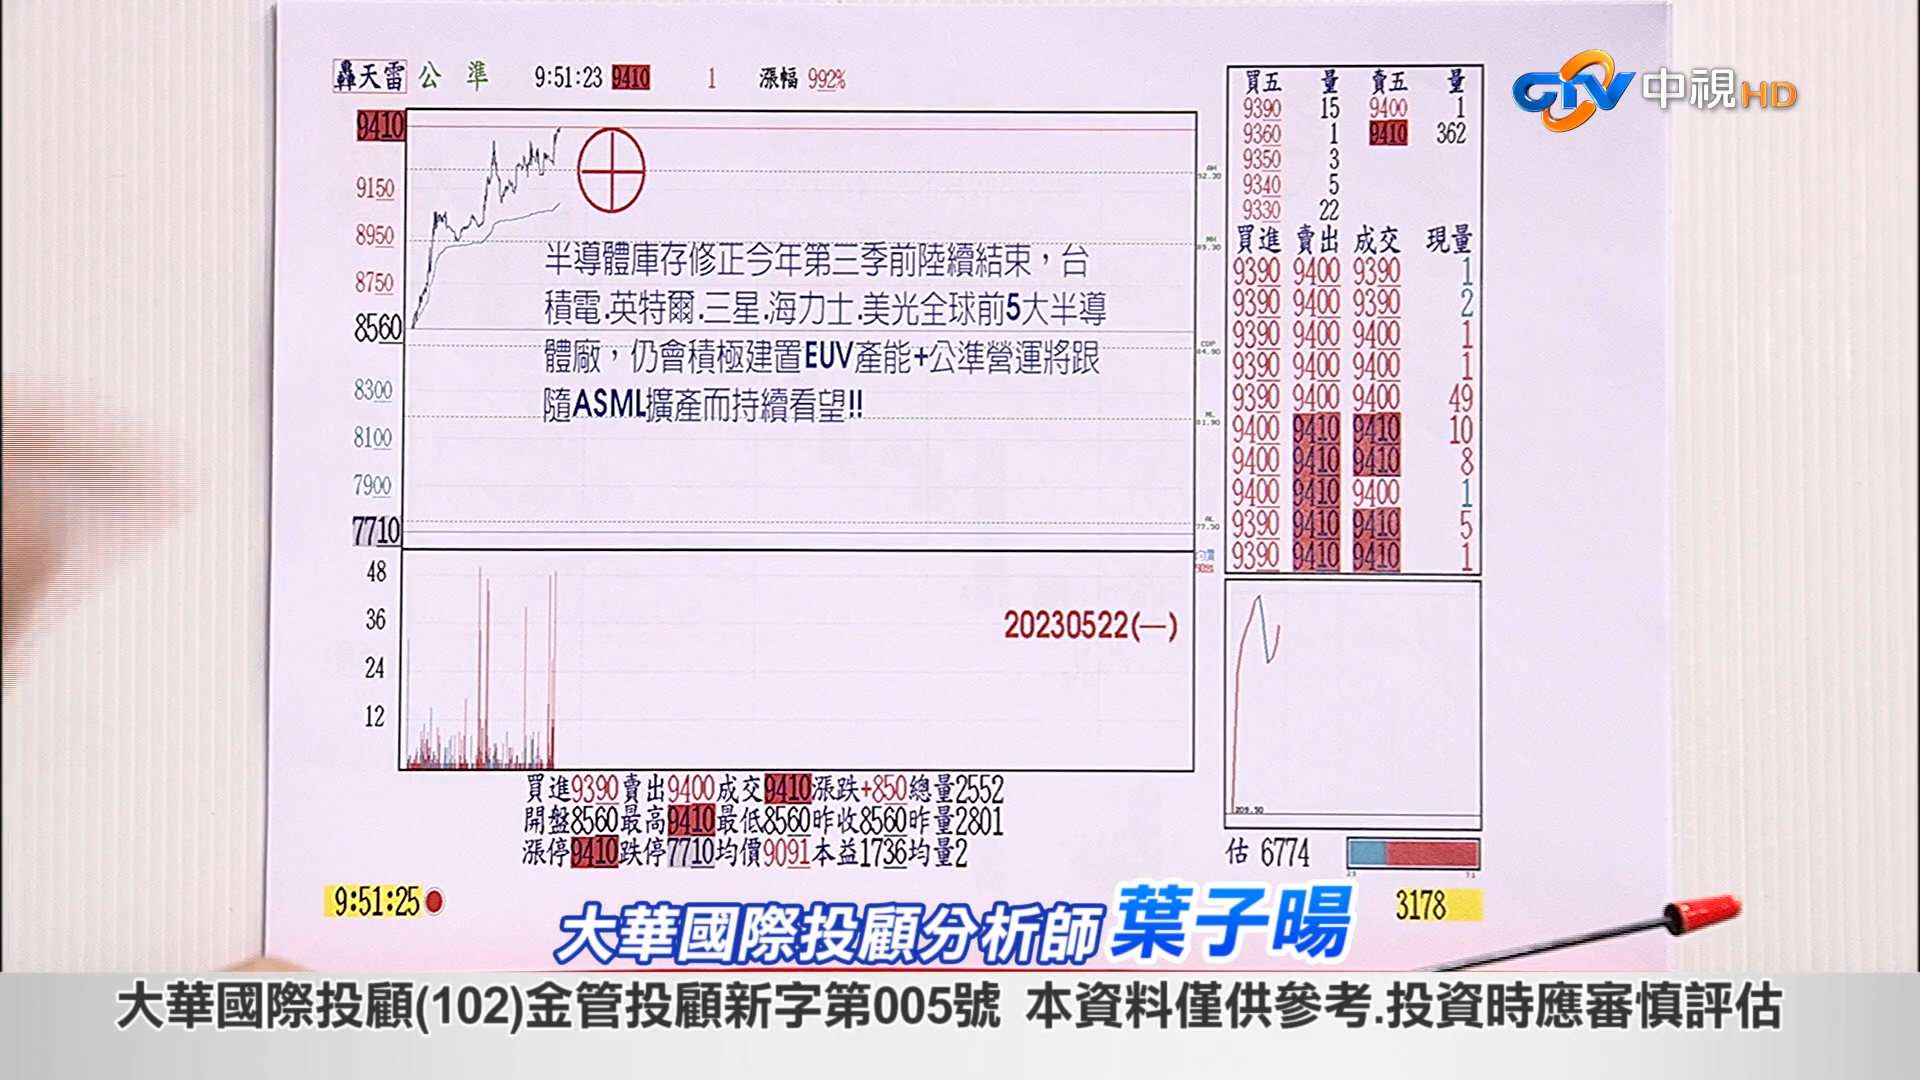 轟天雷 公 準 9:51:23 9410 1 漲幅 992%
CTV 中視HD
9410
9150
8950
8750
8560
8300
8100
7900
7710
48
36
24
12
半導體庫存修正今年第三季前陸續結束，台
積電.英特爾.三星.海力士.美光全球前5大半導
體廠，仍會積極建置EUV產能+公準營運將跟
隨ASML擴產而持續看望!!
20230522(一)
買五 量 賣五 量
9390 15 9400 1
9360 1 9410 362
9350 3
9340 5
9330 22
買進 賣出 成交 現量
9390 9400 9390 1
9390 9400 9390 2
9390 9400 9400 1
9390 9400 9400 1
9390 9400 9400 49
9400 9410 9410 10
9400 9410 9410 8
9400 9410 9400 1
9390 9410 9410 5
9390 9410 9410 1
209.50
估 6774
3178
買進9390賣出9400成交9410漲跌+850總量2552
開盤8560最高9410最低8560昨收8560昨量2801
漲停9410跌停7710均價9091本益1736均量2
9:51:25
大華國際投顧分析師 葉子暘
大華國際投顧(102)金管投顧新字第005號 本資料僅供參考.投資時應審慎評估